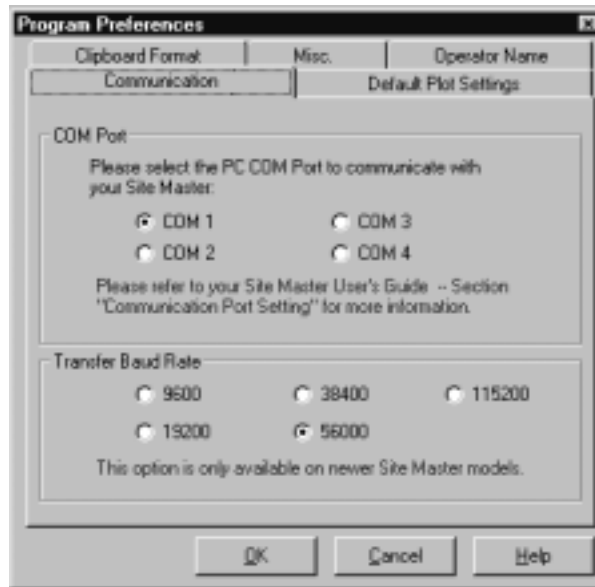 Program Preferences
Clipboard Format
Misc.
Operator Name
Communication
Default Plot Settings
COM Port
Please select the PC COM Port to communicate with
your Site Master:
COM 1
COM 3
COM 2
COM 4
Please refer to your Site Master User's Guide -- Section
"Communication Port Setting" for more information.
Transfer Baud Rate
9600
38400
115200
19200
56000
This option is only available on newer Site Master models.
OK
Cancel
Help